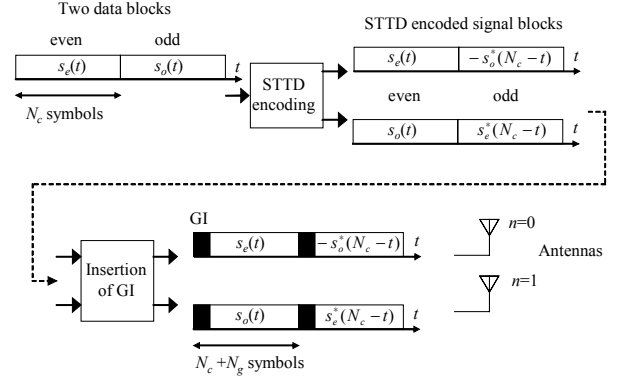 Two data blocks
STTD encoded signal blocks
even odd
s_e(t) s_o(t) t
N_c symbols
STTD
encoding
s_e(t) −s_o^*(N_c−t) t
even odd
s_o(t) s_e^*(N_c−t) t
GI
s_e(t) −s_o^*(N_c−t) t
n=0
Insertion
of GI
Antennas
n=1
s_o(t) s_e^*(N_c−t) t
N_c +N_g symbols